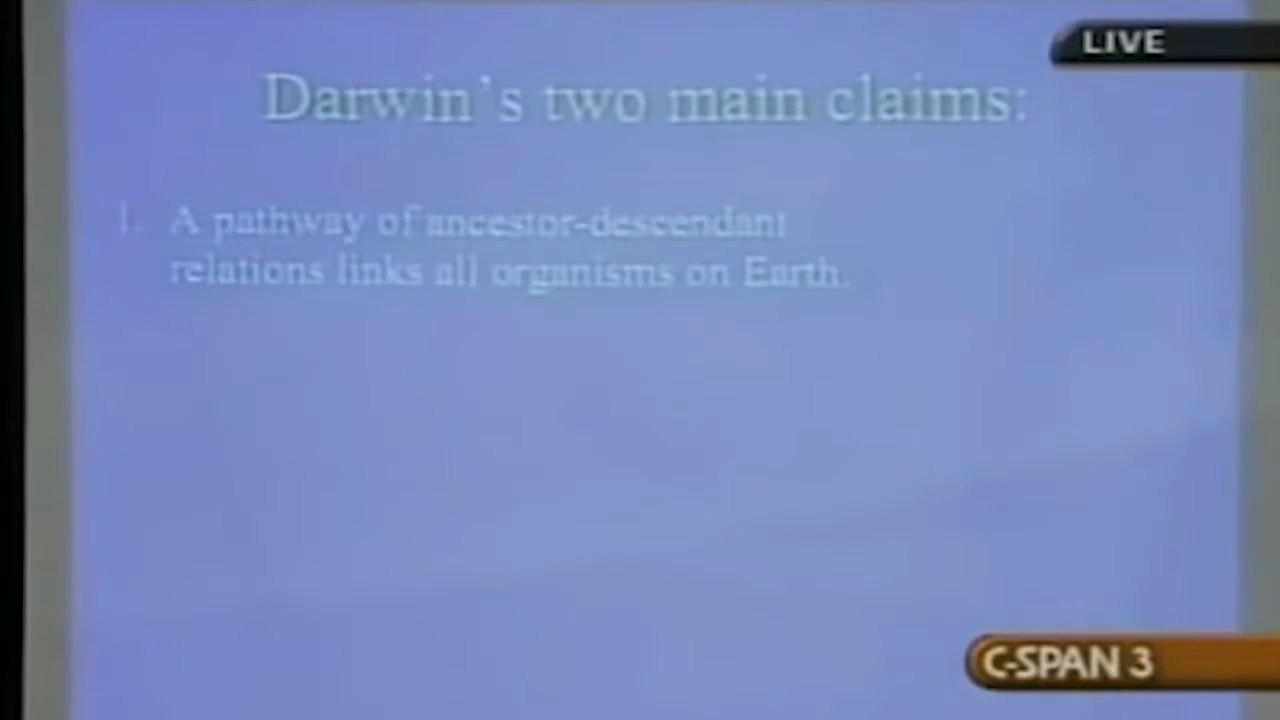 LIVE
Darwin's two main claims:
1. A pathway of ancestor-descendant
relations links all organisms on Earth.
C-SPAN 3